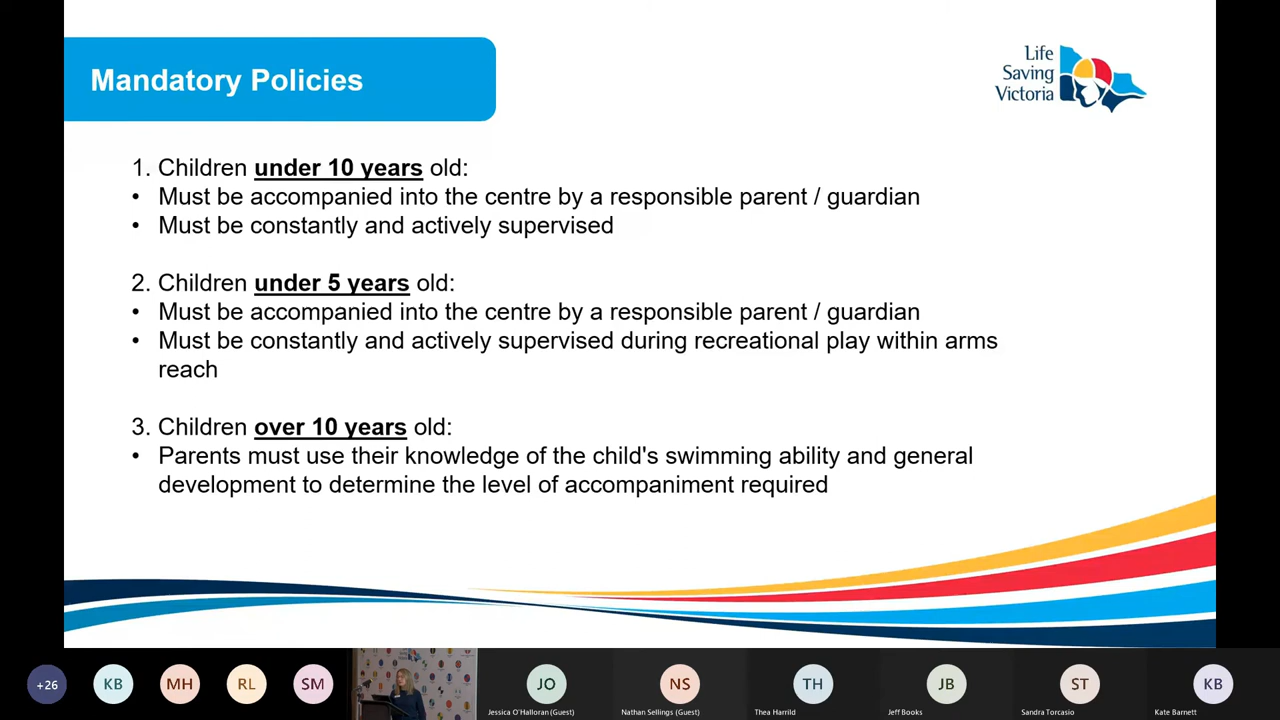 Mandatory Policies
Life
Saving
Victoria
1. Children under 10 years old:
• Must be accompanied into the centre by a responsible parent / guardian
• Must be constantly and actively supervised
2. Children under 5 years old:
• Must be accompanied into the centre by a responsible parent / guardian
• Must be constantly and actively supervised during recreational play within arms
reach
3. Children over 10 years old:
• Parents must use their knowledge of the child's swimming ability and general
development to determine the level of accompaniment required
+26 KB MH RL SM JO NS TH JB ST KB
Jessica O'Halloran (Guest) Nathan Sellings (Guest) Thea Harrild Jeff Books Sandra Torcasio Kate Barnett